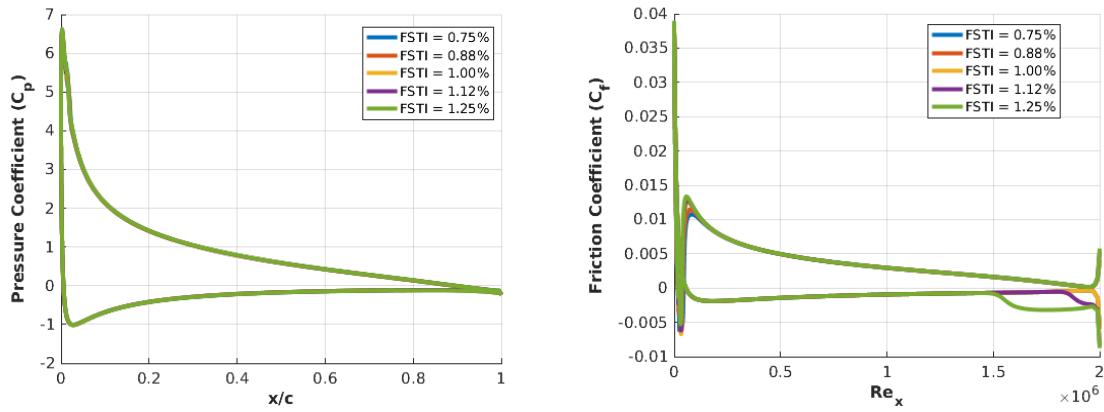 7
6
5
4
3
2
1
0
-1
-2
Pressure Coefficient (C_p)
FSTI = 0.75%
FSTI = 0.88%
FSTI = 1.00%
FSTI = 1.12%
FSTI = 1.25%
0 0.2 0.4 0.6 0.8 1
x/c
0.04
0.035
0.03
0.025
0.02
0.015
0.01
0.005
0
-0.005
-0.01
Friction Coefficient (C_f)
FSTI = 0.75%
FSTI = 0.88%
FSTI = 1.00%
FSTI = 1.12%
FSTI = 1.25%
0 0.5 1 1.5 2
Re_x
×10^6